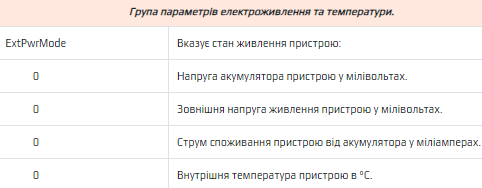 Група параметрів електроживлення та температури.
ExtPwrMode Вказує стан живлення пристрою:
0 Напруга акумулятора пристрою у мілівольтах.
0 Зовнішня напруга живлення пристрою у мілівольтах.
0 Струм споживання пристрою від акумулятора у міліамперах.
0 Внутрішня температура пристрою в °C.